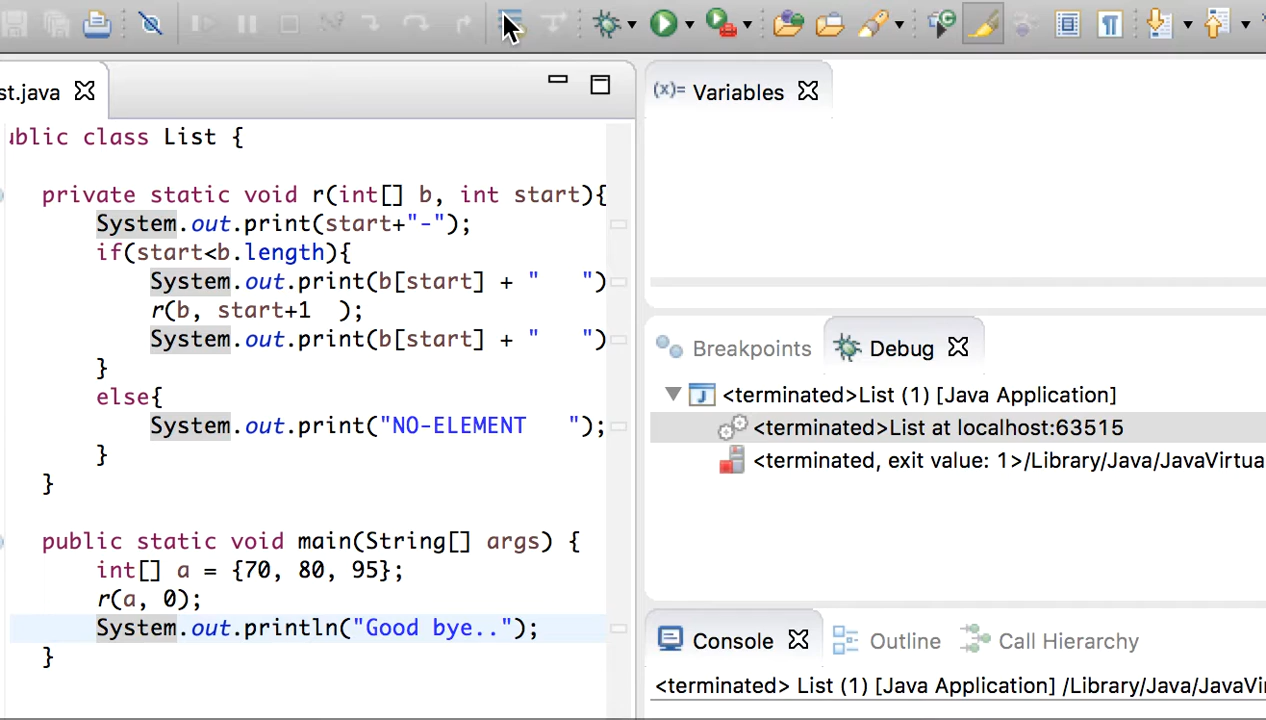 st.java
ublic class List {
private static void r(int[] b, int start){
System.out.print(start+"-");
if(start<b.length){
System.out.print(b[start] + "   ")
r(b, start+1  );
System.out.print(b[start] + "   ")
}
else{
System.out.print("NO-ELEMENT   ");
}
}
public static void main(String[] args) {
int[] a = {70, 80, 95};
r(a, 0);
System.out.println("Good bye..");
}
(x)= Variables
Breakpoints Debug
<terminated>List (1) [Java Application]
<terminated>List at localhost:63515
<terminated, exit value: 1>/Library/Java/JavaVirtua
Console Outline Call Hierarchy
<terminated> List (1) [Java Application] /Library/Java/JavaVi